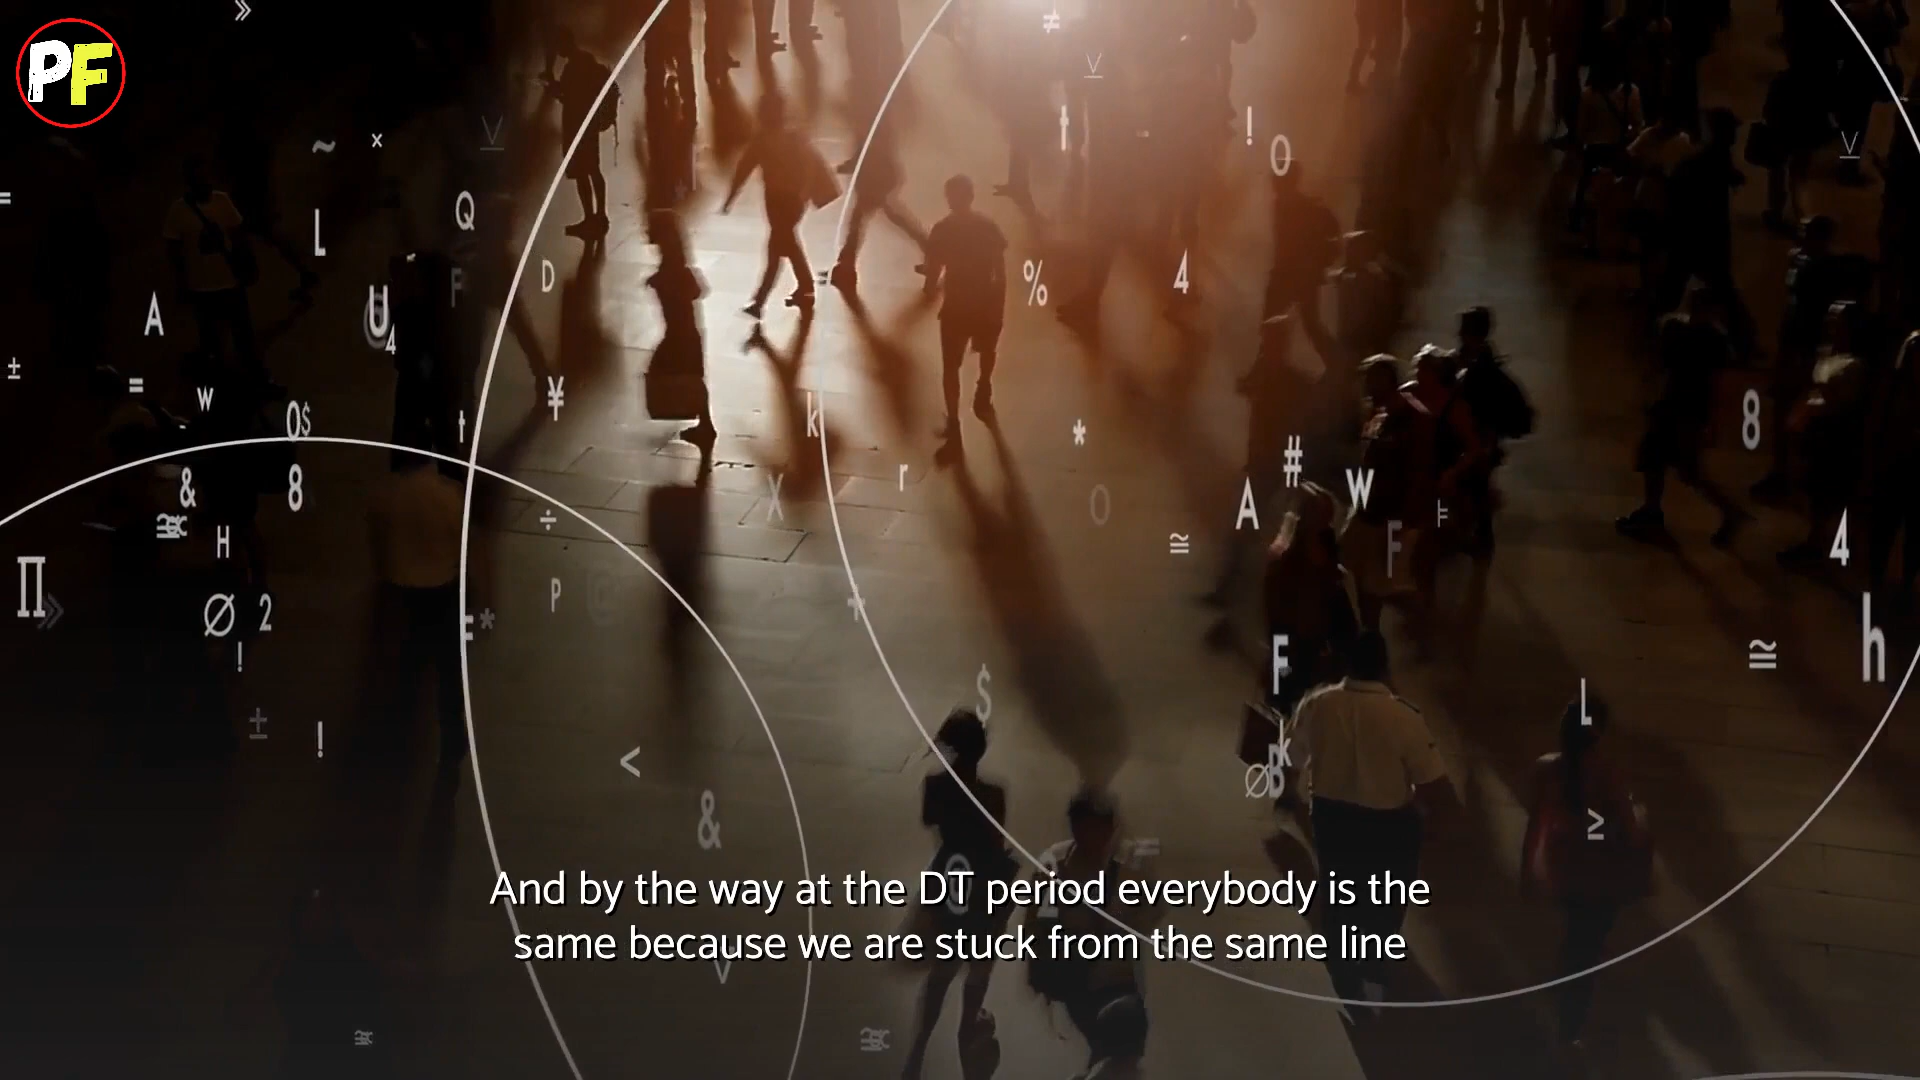 PF
And by the way at the DT period everybody is the
same because we are stuck from the same line